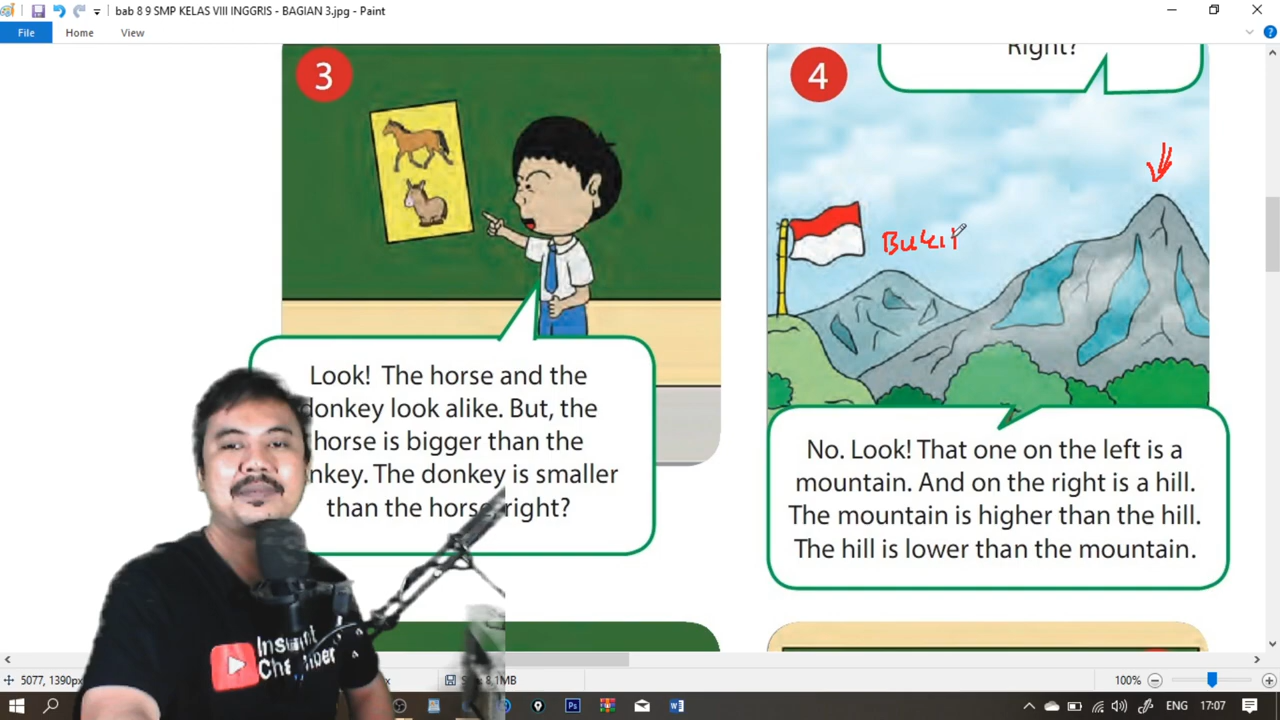 bab 8 9 SMP KELAS VIII INGGRIS - BAGIAN 3.jpg - Paint
File Home View
3
4
Right?
Bukit
Look! The horse and the
donkey look alike. But, the
horse is bigger than the
nkey. The donkey is smaller
than the horse, right?
No. Look! That one on the left is a
mountain. And on the right is a hill.
The mountain is higher than the hill.
The hill is lower than the mountain.
5077, 1390px
8,1MB
100%
Ps
W
ENG 17:07